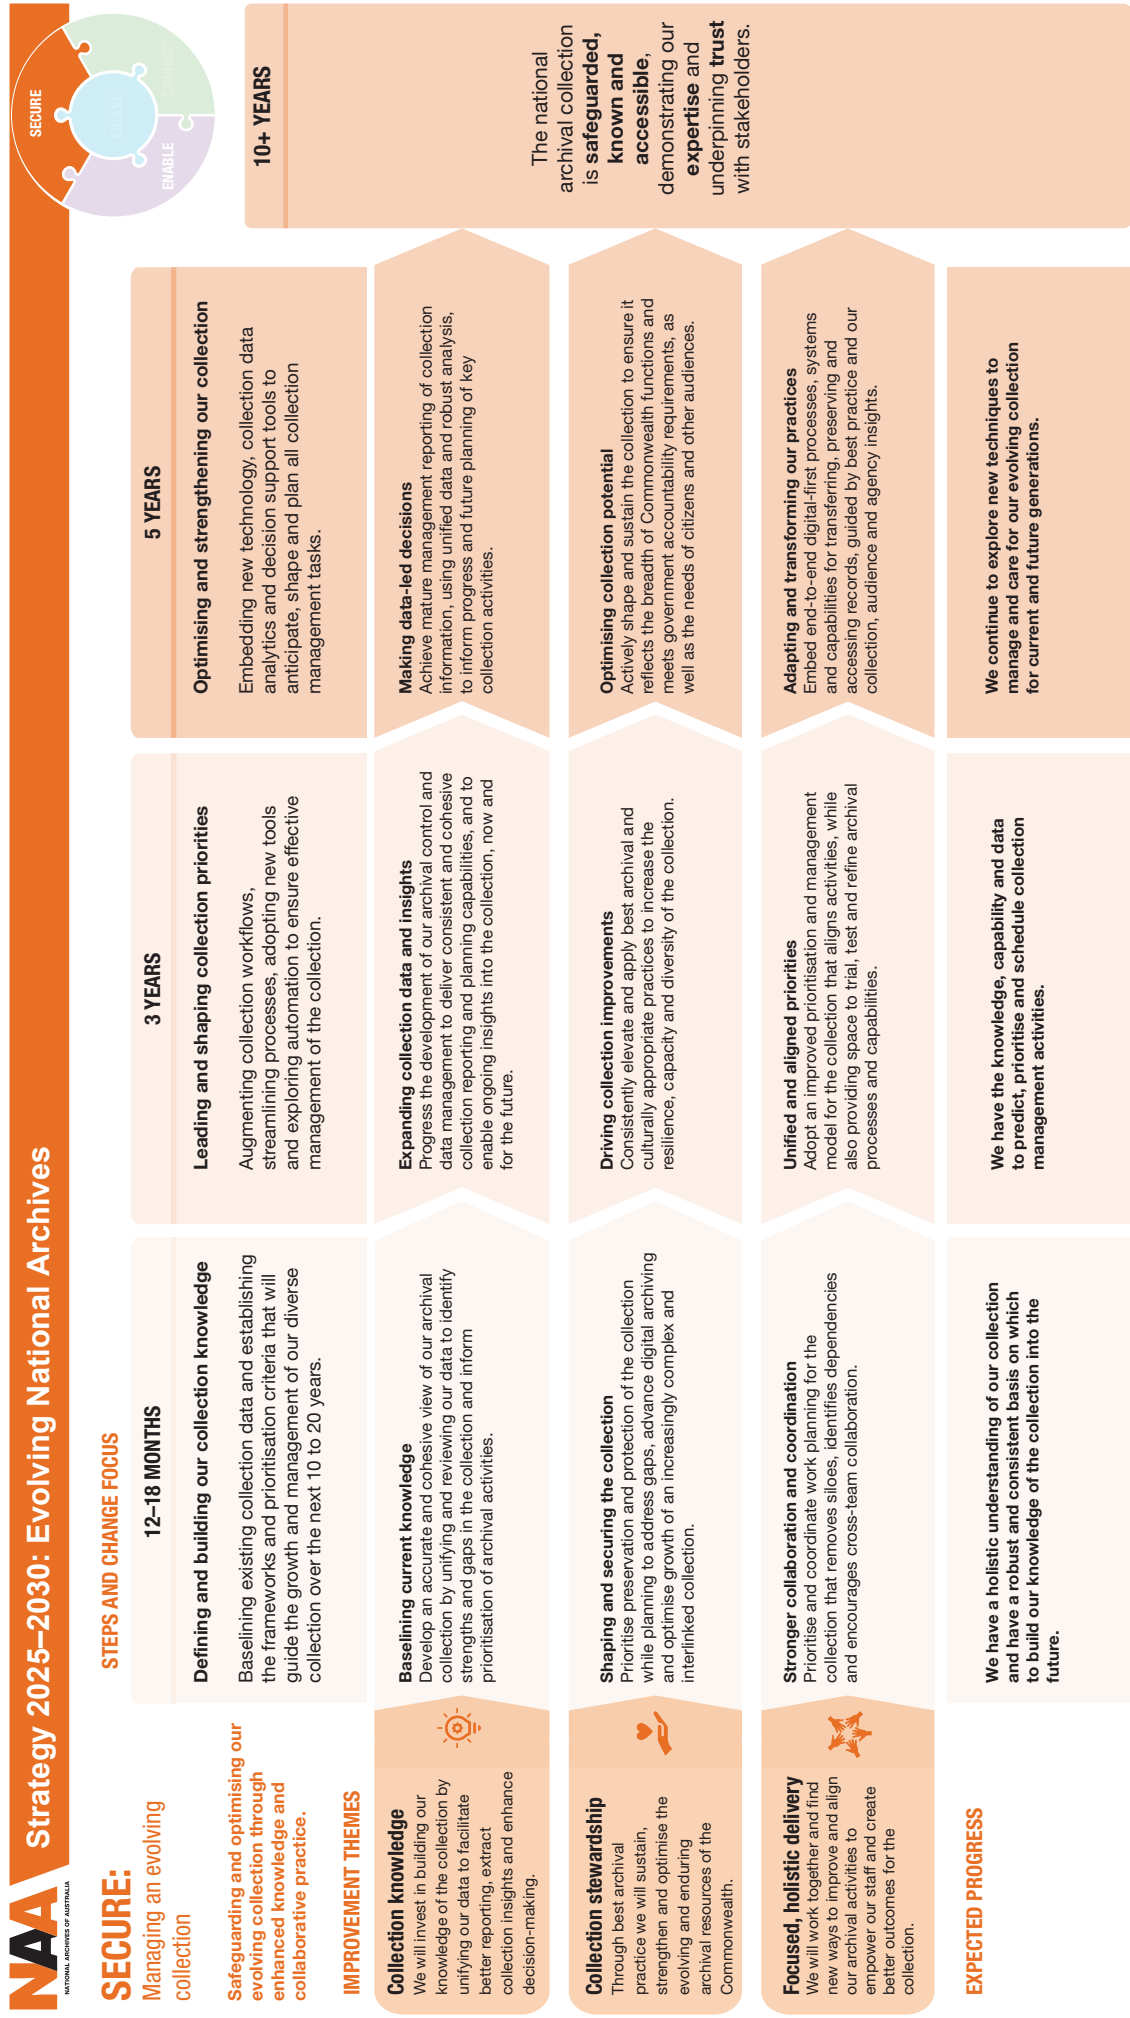 NAA
NATIONAL ARCHIVES OF AUSTRALIA
Strategy 2025–2030: Evolving National Archives
SECURE
CONNECT
ENABLE
EVOLVE
SECURE:
Managing an evolving
collection
Safeguarding and optimising our
evolving collection through
enhanced knowledge and
collaborative practice.
STEPS AND CHANGE FOCUS
12–18 MONTHS
Defining and building our collection knowledge
Baselining existing collection data and establishing
the frameworks and prioritisation criteria that will
guide the growth and management of our diverse
collection over the next 10 to 20 years.
3 YEARS
Leading and shaping collection priorities
Augmenting collection workflows,
streamlining processes, adopting new tools
and exploring automation to ensure effective
management of the collection.
5 YEARS
Optimising and strengthening our collection
Embedding new technology, collection data
analytics and decision support tools to
anticipate, shape and plan all collection
management tasks.
10+ YEARS
The national
archival collection
is safeguarded,
known and
accessible,
demonstrating our
expertise and
underpinning trust
with stakeholders.
IMPROVEMENT THEMES
Collection knowledge
We will invest in building our
knowledge of the collection by
unifying our data to facilitate
better reporting, extract
collection insights and enhance
decision-making.
Baselining current knowledge
Develop an accurate and cohesive view of our archival
collection by unifying and reviewing our data to identify
strengths and gaps in the collection and inform
prioritisation of archival activities.
Expanding collection data and insights
Progress the development of our archival control and
data management to deliver consistent and cohesive
collection reporting and planning capabilities, and to
enable ongoing insights into the collection, now and
for the future.
Making data-led decisions
Achieve mature management reporting of collection
information, using unified data and robust analysis,
to inform progress and future planning of key
collection activities.
Collection stewardship
Through best archival
practice we will sustain,
strengthen and optimise the
evolving and enduring
archival resources of the
Commonwealth.
Shaping and securing the collection
Prioritise preservation and protection of the collection
while planning to address gaps, advance digital archiving
and optimise growth of an increasingly complex and
interlinked collection.
Driving collection improvements
Consistently elevate and apply best archival and
culturally appropriate practices to increase the
resilience, capacity and diversity of the collection.
Optimising collection potential
Actively shape and sustain the collection to ensure it
reflects the breadth of Commonwealth functions and
meets government accountability requirements, as
well as the needs of citizens and other audiences.
Focused, holistic delivery
We will work together and find
new ways to improve and align
our archival activities to
empower our staff and create
better outcomes for the
collection.
Stronger collaboration and coordination
Prioritise and coordinate work planning for the
collection that removes siloes, identifies dependencies
and encourages cross-team collaboration.
Unified and aligned priorities
Adopt an improved prioritisation and management
model for the collection that aligns activities, while
also providing space to trial, test and refine archival
processes and capabilities.
Adapting and transforming our practices
Embed end-to-end digital-first processes, systems
and capabilities for transferring, preserving and
accessing records, guided by best practice and our
collection, audience and agency insights.
EXPECTED PROGRESS
We have a holistic understanding of our collection
and have a robust and consistent basis on which
to build our knowledge of the collection into the
future.
We have the knowledge, capability and data
to predict, prioritise and schedule collection
management activities.
We continue to explore new techniques to
manage and care for our evolving collection
for current and future generations.